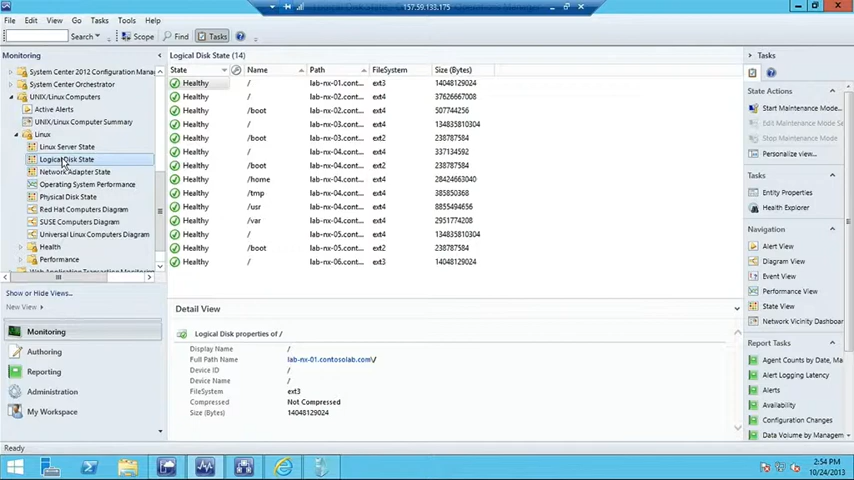 157.59.133.175
File Edit View Go Tasks Tools Help
Search Scope Find Tasks
Monitoring
System Center 2012 Configuration Mana
System Center Orchestrator
UNIX/Linux Computers
Active Alerts
UNIX/Linux Computer Summary
Linux
Linux Server State
Logical Disk State
Network Adapter State
Operating System Performance
Physical Disk State
Red Hat Computers Diagram
SUSE Computers Diagram
Universal Linux Computers Diagram
Health
Performance
Web Application Transaction Monitori
Show or Hide Views...
New View
Monitoring
Authoring
Reporting
Administration
My Workspace
Logical Disk State (14)
State Name Path FileSystem Size (Bytes)
Healthy / lab-nx-01.cont... ext3 14048129024
Healthy / lab-nx-02.cont... ext4 37626667008
Healthy /boot lab-nx-02.cont... ext4 507744256
Healthy / lab-nx-03.cont... ext4 134835810304
Healthy /boot lab-nx-03.cont... ext2 238787584
Healthy / lab-nx-04.cont... ext4 337134592
Healthy /boot lab-nx-04.cont... ext2 238787584
Healthy /home lab-nx-04.cont... ext4 28424663040
Healthy /tmp lab-nx-04.cont... ext4 385850368
Healthy /usr lab-nx-04.cont... ext4 8855494656
Healthy /var lab-nx-04.cont... ext4 2951774208
Healthy / lab-nx-05.cont... ext4 134835810304
Healthy /boot lab-nx-05.cont... ext2 238787584
Healthy / lab-nx-06.cont... ext3 14048129024
Detail View
Logical Disk properties of /
Display Name /
Full Path Name lab-nx-01.contosolab.com\/
Device ID /
Device Name /
FileSystem ext3
Compressed Not Compressed
Size (Bytes) 14048129024
Tasks
State Actions
Start Maintenance Mode...
Edit Maintenance Mode Se
Stop Maintenance Mode...
Personalize view...
Tasks
Entity Properties
Health Explorer
Navigation
Alert View
Diagram View
Event View
Performance View
State View
Network Vicinity Dashboar
Report Tasks
Agent Counts by Date, Ma
Alert Logging Latency
Alerts
Availability
Configuration Changes
Data Volume by Managem
Ready
2:54 PM
10/24/2013